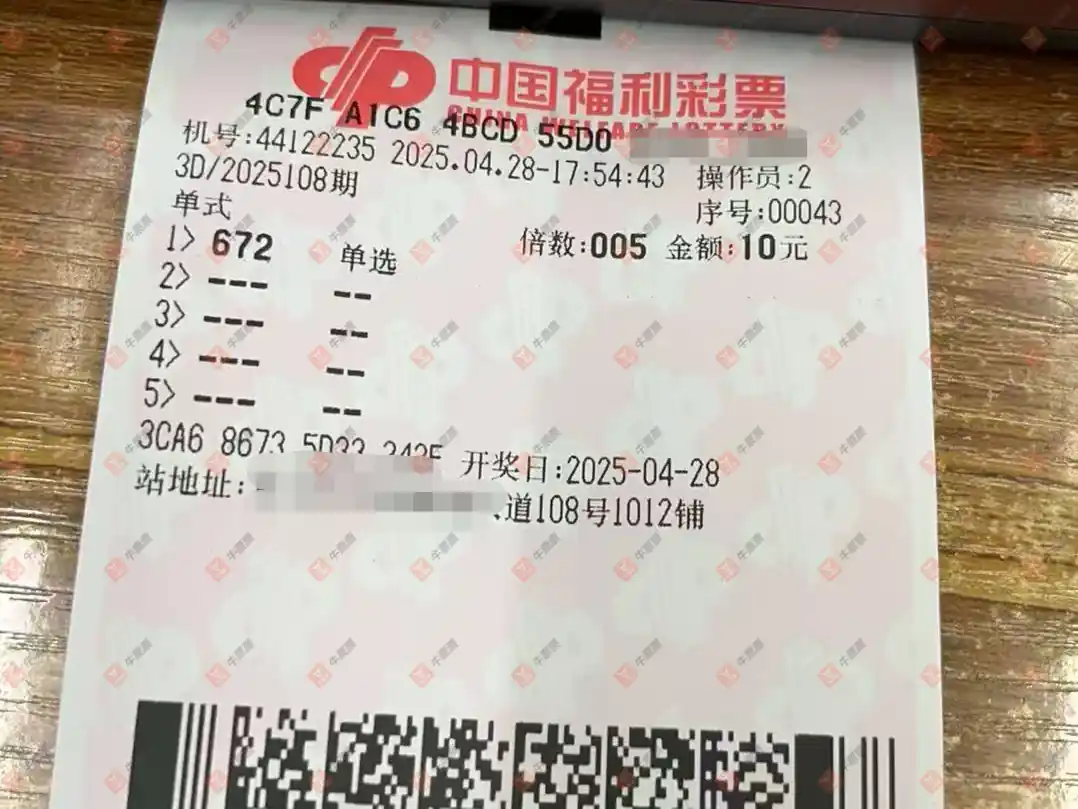 中国福利彩票
CHINA WELFARE LOTTERY
4C7F A1C6 4BCD 55D0
机号:44122235 2025.04.28-17:54:43 操作员:2
3D/2025108期 序号:00043
单式
1> 672 单选 倍数:005 金额:10元
2> --- --
3> --- --
4> --- --
5> --- --
3CA6 8673 5D33 242F 开奖日:2025-04-28
站地址: 道108号1012铺
牛票票